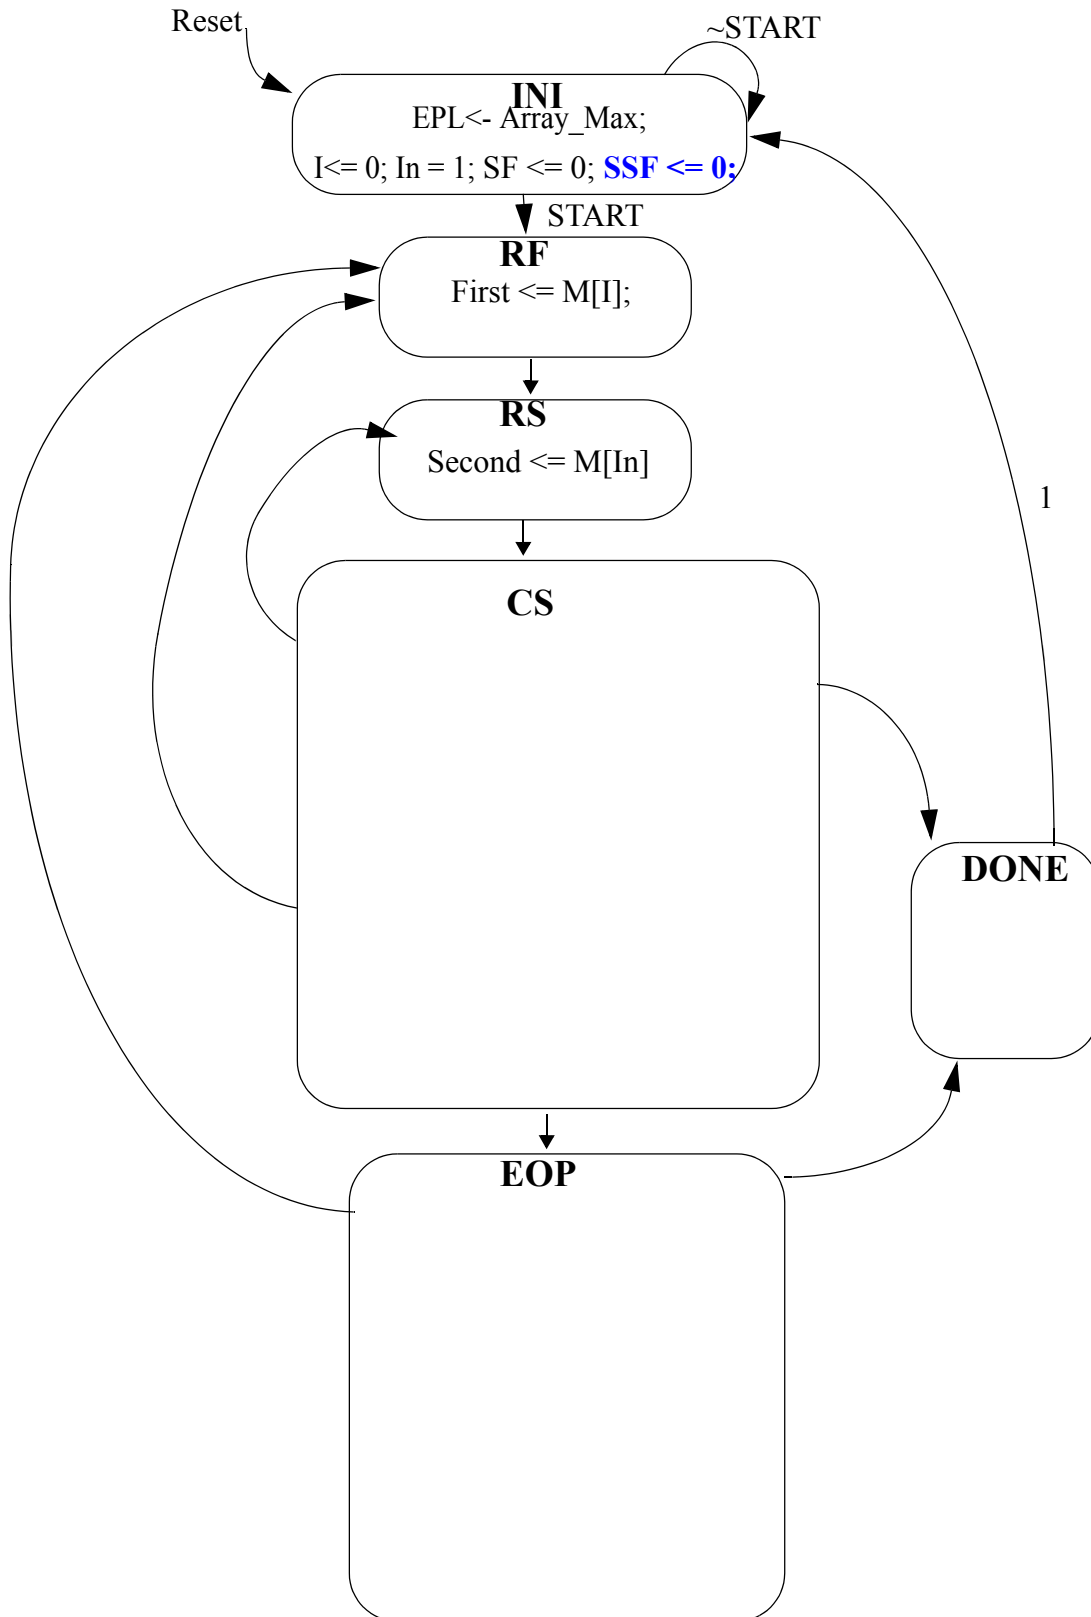 Reset
~START
INI
EPL<- Array_Max;
I<= 0; In = 1; SF <= 0; SSF <= 0;
START
RF
First <= M[I];
RS
Second <= M[In]
1
CS
DONE
EOP